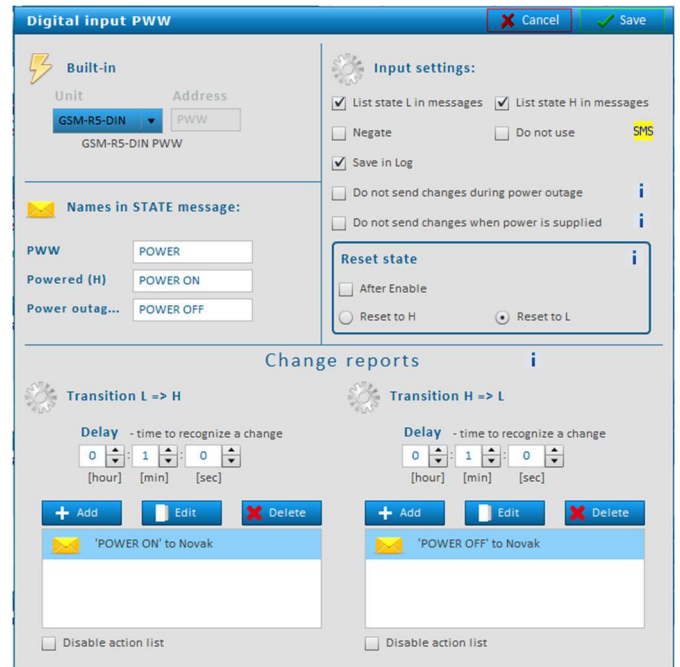 Digital input PWW
Cancel
Save
Built-in
Unit
Address
GSM-R5-DIN
PWW
GSM-R5-DIN PWW
Input settings:
List state L in messages
List state H in messages
Negate
Do not use
SMS
Save in Log
Do not send changes during power outage
i
Do not send changes when power is supplied
i
Names in STATE message:
PWW
POWER
Powered (H)
POWER ON
Power outag...
POWER OFF
Reset state
i
After Enable
Reset to H
Reset to L
Change reports
i
Transition L => H
Delay - time to recognize a change
0 : 1 : 0
[hour] [min] [sec]
Add
Edit
Delete
'POWER ON' to Novak
Disable action list
Transition H => L
Delay - time to recognize a change
0 : 1 : 0
[hour] [min] [sec]
Add
Edit
Delete
'POWER OFF' to Novak
Disable action list